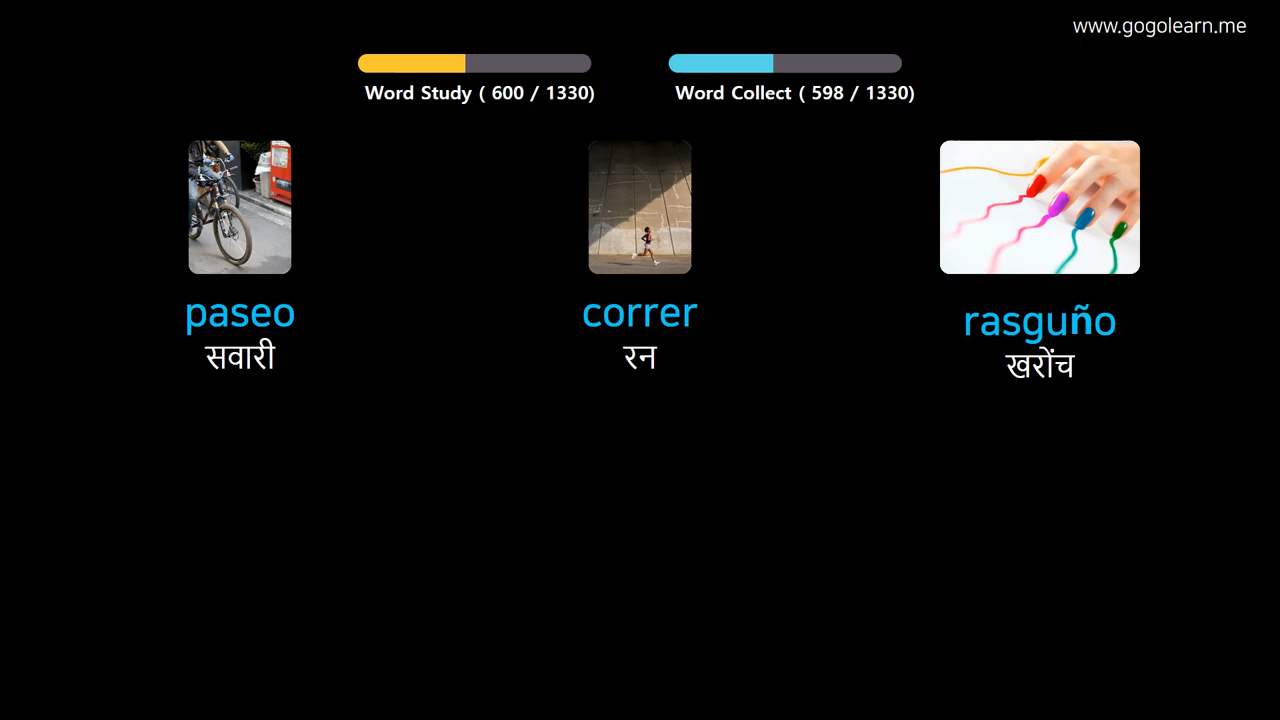 www.gogolearn.me
Word Study ( 600 / 1330)
Word Collect ( 598 / 1330)
paseo
सवारी
correr
रन
rasguño
खरोंच